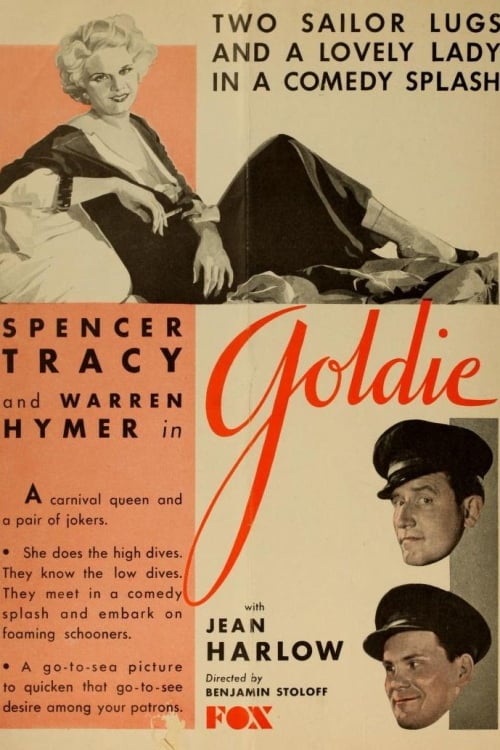 TWO SAILOR LUGS
AND A LOVELY LADY
IN A COMEDY SPLASH
SPENCER
TRACY
and WARREN
HYMER in
Goldie
A carnival queen and
a pair of jokers.
• She does the high dives.
They know the low dives.
They meet in a comedy
splash and embark on
foaming schooners.
• A go-to-sea picture
to quicken that go-to-see
desire among your patrons.
with
JEAN
HARLOW
Directed by
BENJAMIN STOLOFF
FOX